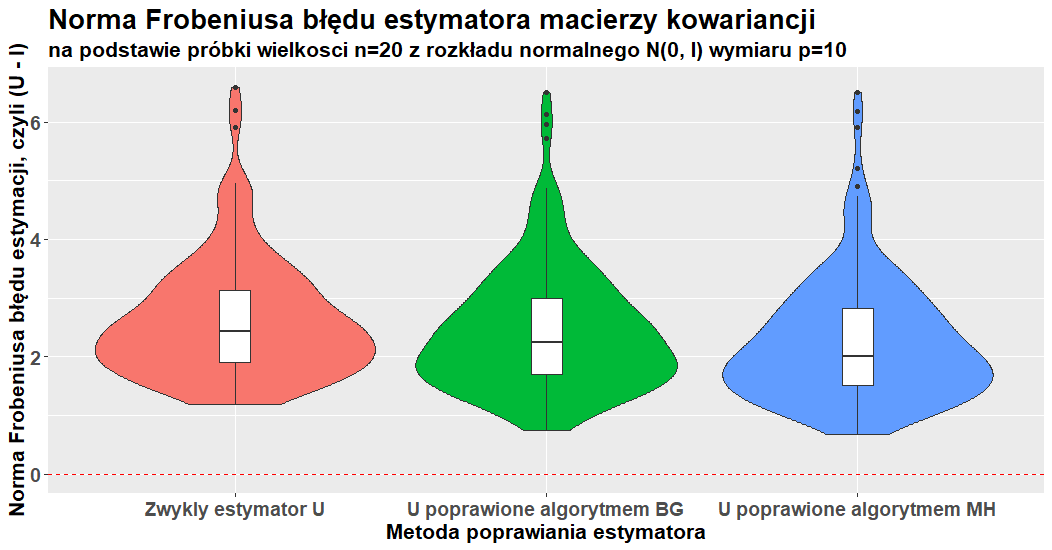 Norma Frobeniusa błędu estymatora macierzy kowariancji
na podstawie próbki wielkosci n=20 z rozkładu normalnego N(0, I) wymiaru p=10
Norma Frobeniusa błędu estymacji, czyli (U - I)
6
4
2
0
Zwykly estymator U
U poprawione algorytmem BG
U poprawione algorytmem MH
Metoda poprawiania estymatora